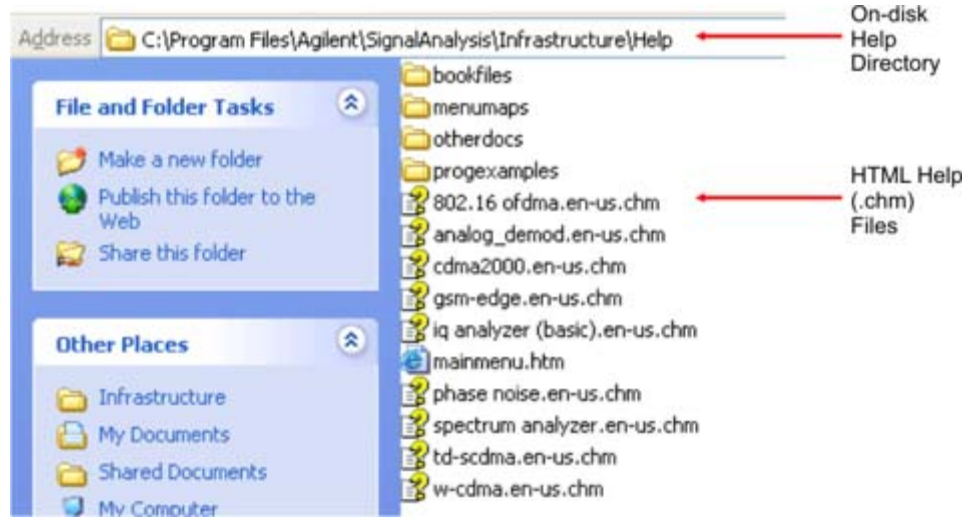 Address C:\Program Files\Agilent\SignalAnalysis\Infrastructure\Help
On-disk
Help
Directory
File and Folder Tasks
Make a new folder
Publish this folder to the
Web
Share this folder
Other Places
Infrastructure
My Documents
Shared Documents
My Computer
bookfiles
menumaps
otherdocs
progexamples
802.16 ofdma.en-us.chm
analog_demod.en-us.chm
cdma2000.en-us.chm
gsm-edge.en-us.chm
iq analyzer (basic).en-us.chm
mainmenu.htm
phase noise.en-us.chm
spectrum analyzer.en-us.chm
td-scdma.en-us.chm
w-cdma.en-us.chm
HTML Help
(.chm)
Files